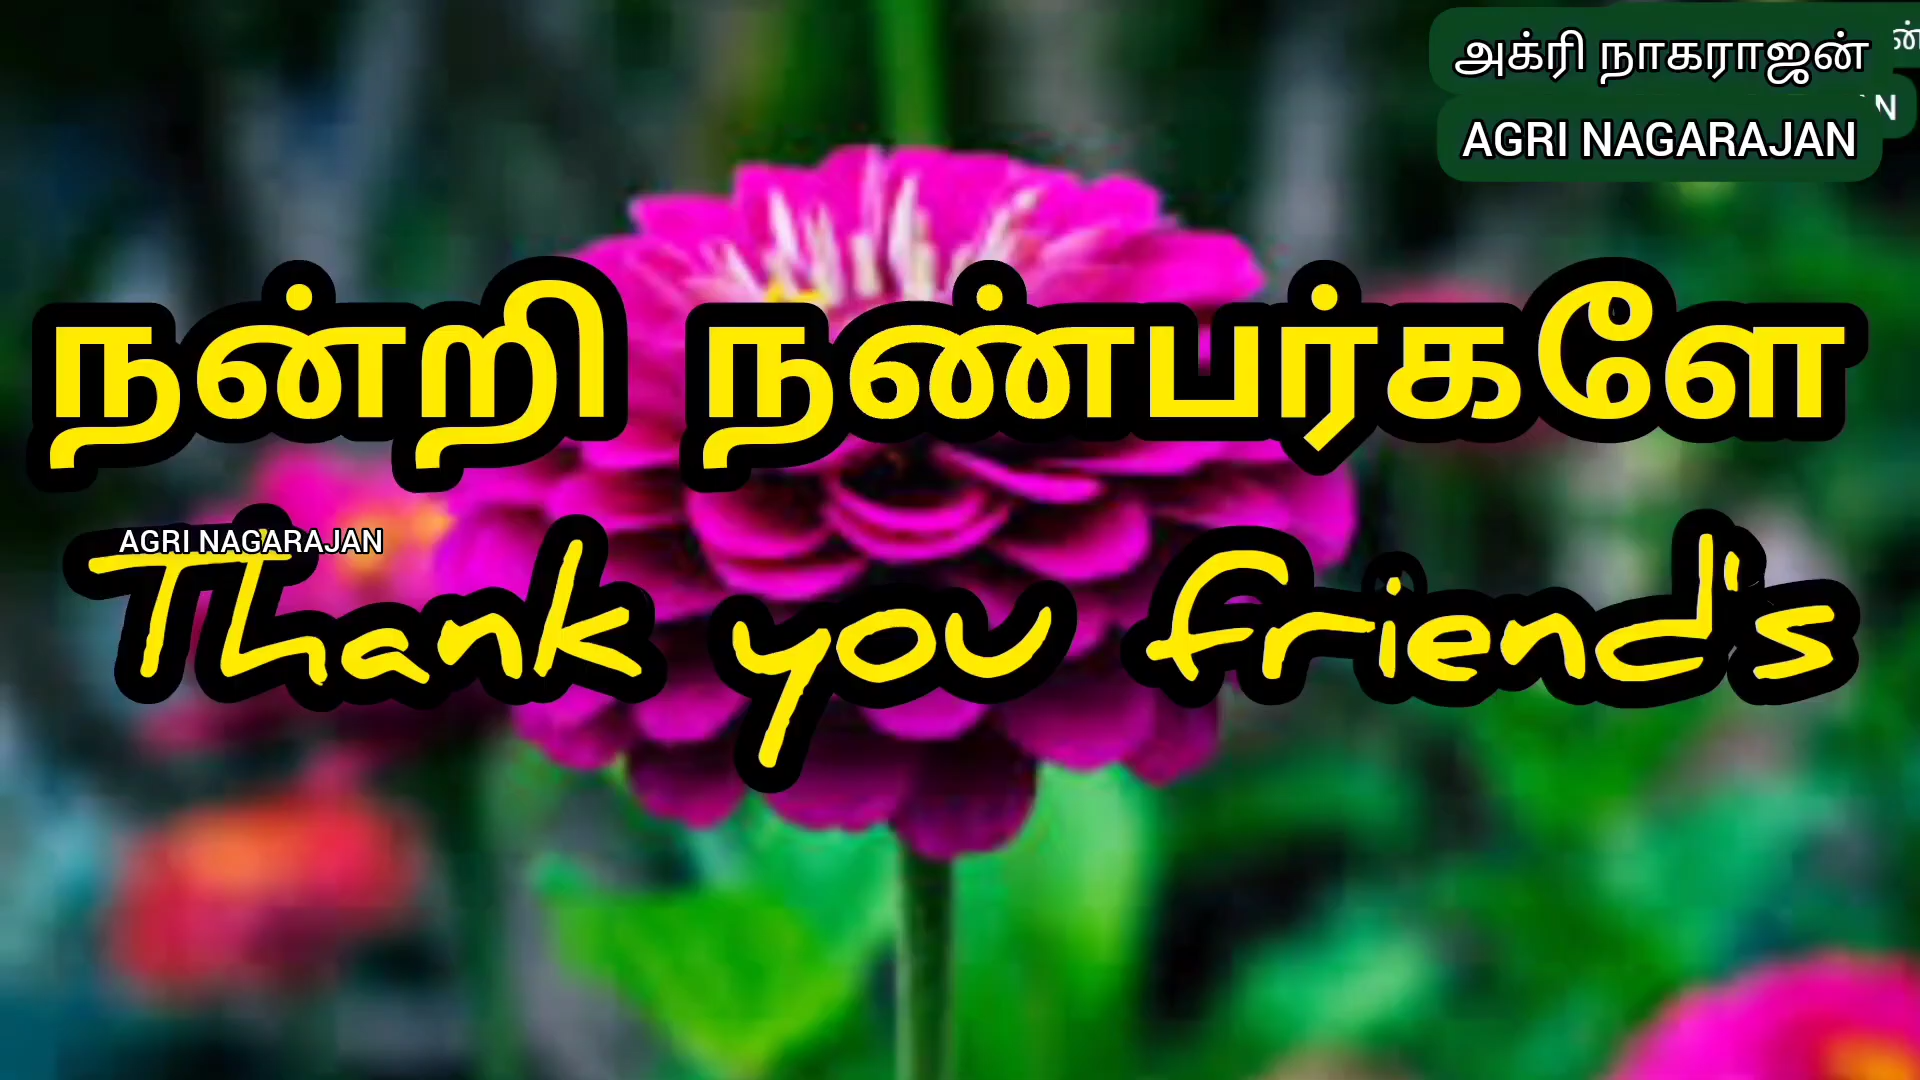 அக்ரி நாகராஜன்
AGRI NAGARAJAN
நன்றி நண்பர்களே
AGRI NAGARAJAN
Thank you friend's